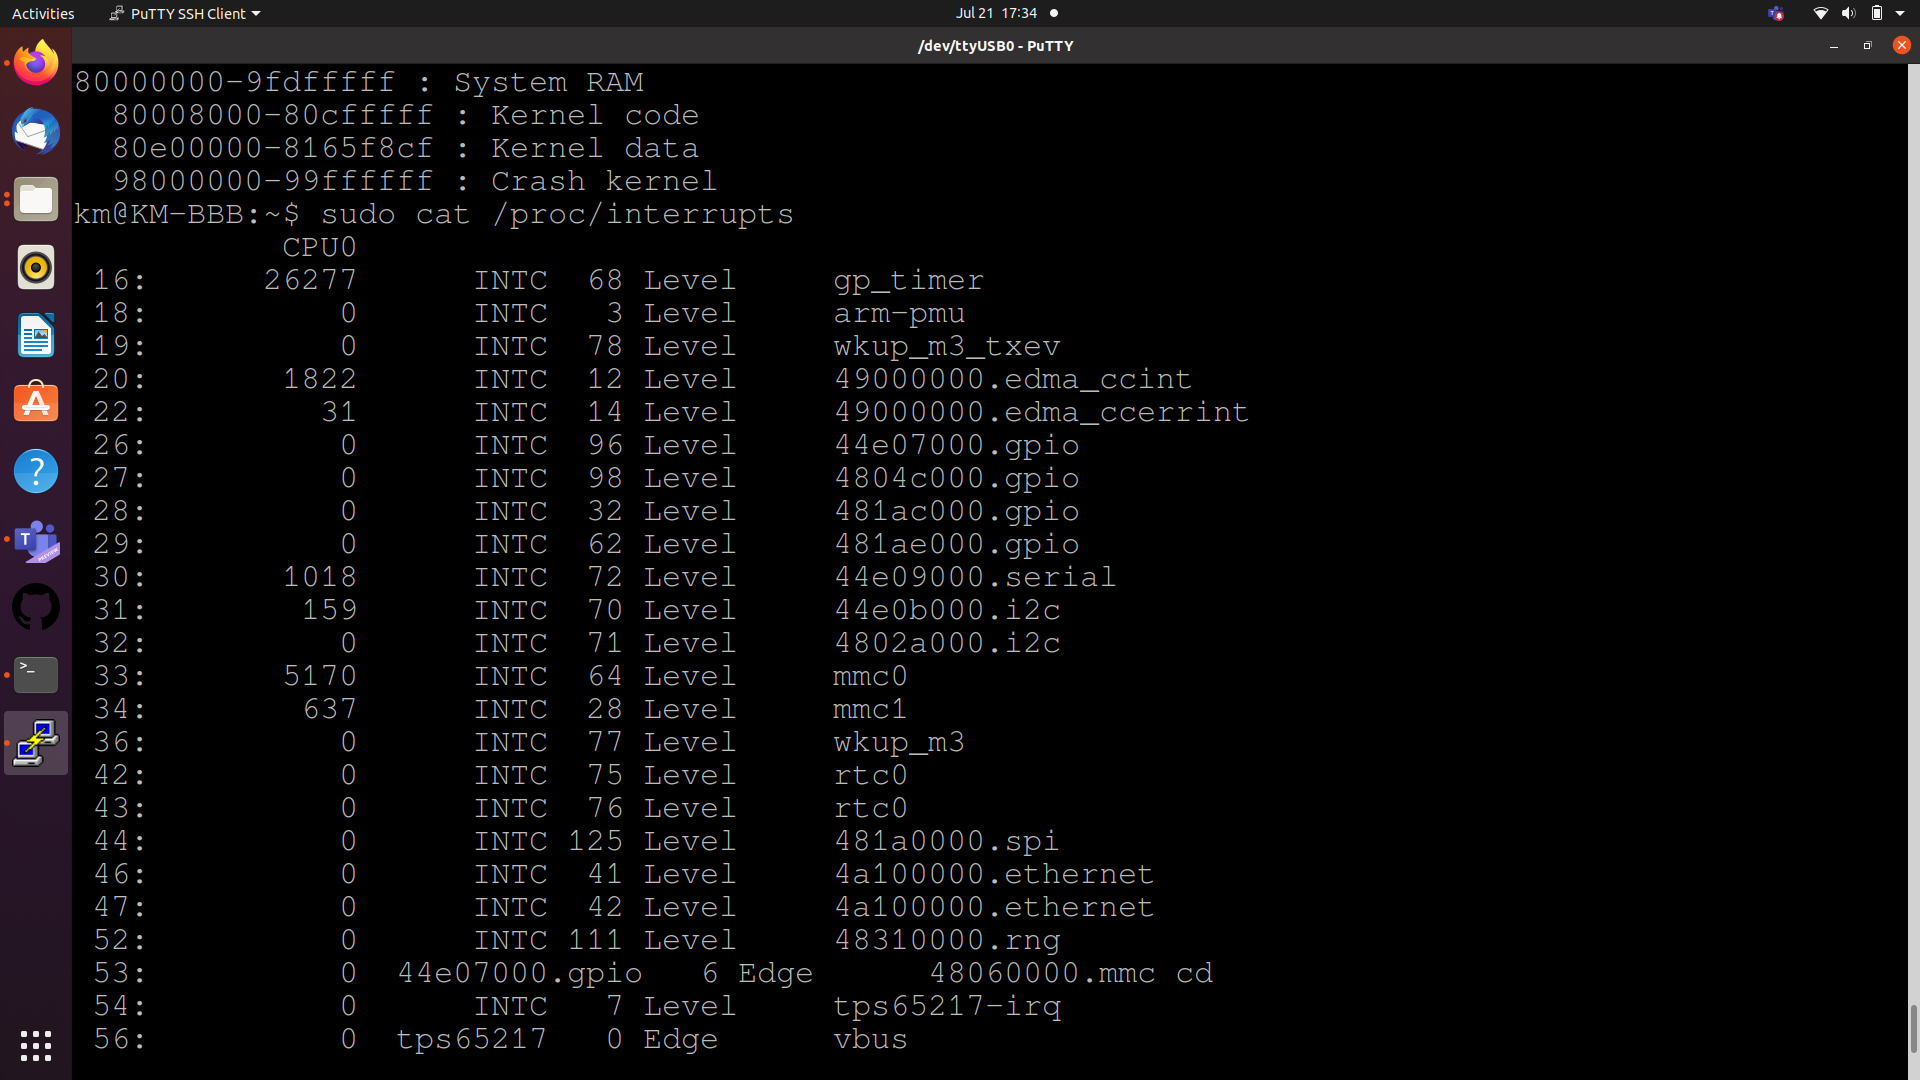 Activities PuTTY SSH Client Jul 21 17:34
/dev/ttyUSB0 - PuTTY
80000000-9fdfffff : System RAM
  80008000-80cfffff : Kernel code
  80e00000-8165f8cf : Kernel data
  98000000-99ffffff : Crash kernel
km@KM-BBB:~$ sudo cat /proc/interrupts
           CPU0
 16:      26277      INTC  68 Level     gp_timer
 18:          0      INTC   3 Level     arm-pmu
 19:          0      INTC  78 Level     wkup_m3_txev
 20:       1822      INTC  12 Level     49000000.edma_ccint
 22:         31      INTC  14 Level     49000000.edma_ccerrint
 26:          0      INTC  96 Level     44e07000.gpio
 27:          0      INTC  98 Level     4804c000.gpio
 28:          0      INTC  32 Level     481ac000.gpio
 29:          0      INTC  62 Level     481ae000.gpio
 30:       1018      INTC  72 Level     44e09000.serial
 31:        159      INTC  70 Level     44e0b000.i2c
 32:          0      INTC  71 Level     4802a000.i2c
 33:       5170      INTC  64 Level     mmc0
 34:        637      INTC  28 Level     mmc1
 36:          0      INTC  77 Level     wkup_m3
 42:          0      INTC  75 Level     rtc0
 43:          0      INTC  76 Level     rtc0
 44:          0      INTC 125 Level     481a0000.spi
 46:          0      INTC  41 Level     4a100000.ethernet
 47:          0      INTC  42 Level     4a100000.ethernet
 52:          0      INTC 111 Level     48310000.rng
 53:          0  44e07000.gpio   6 Edge      48060000.mmc cd
 54:          0      INTC   7 Level     tps65217-irq
 56:          0  tps65217   0 Edge      vbus